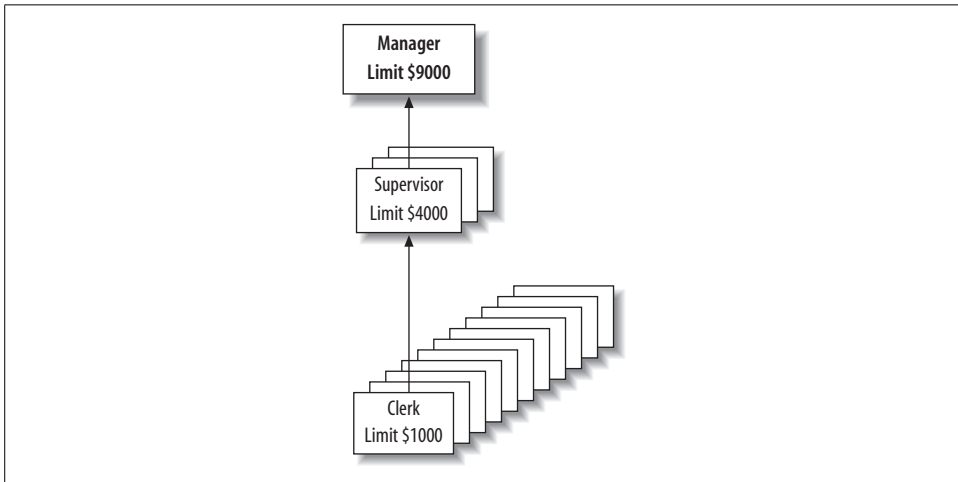 Manager
Limit $9000
Supervisor
Limit $4000
Clerk
Limit $1000